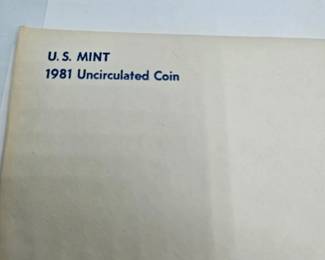 U. S. MINT
1981 Uncirculated Coin